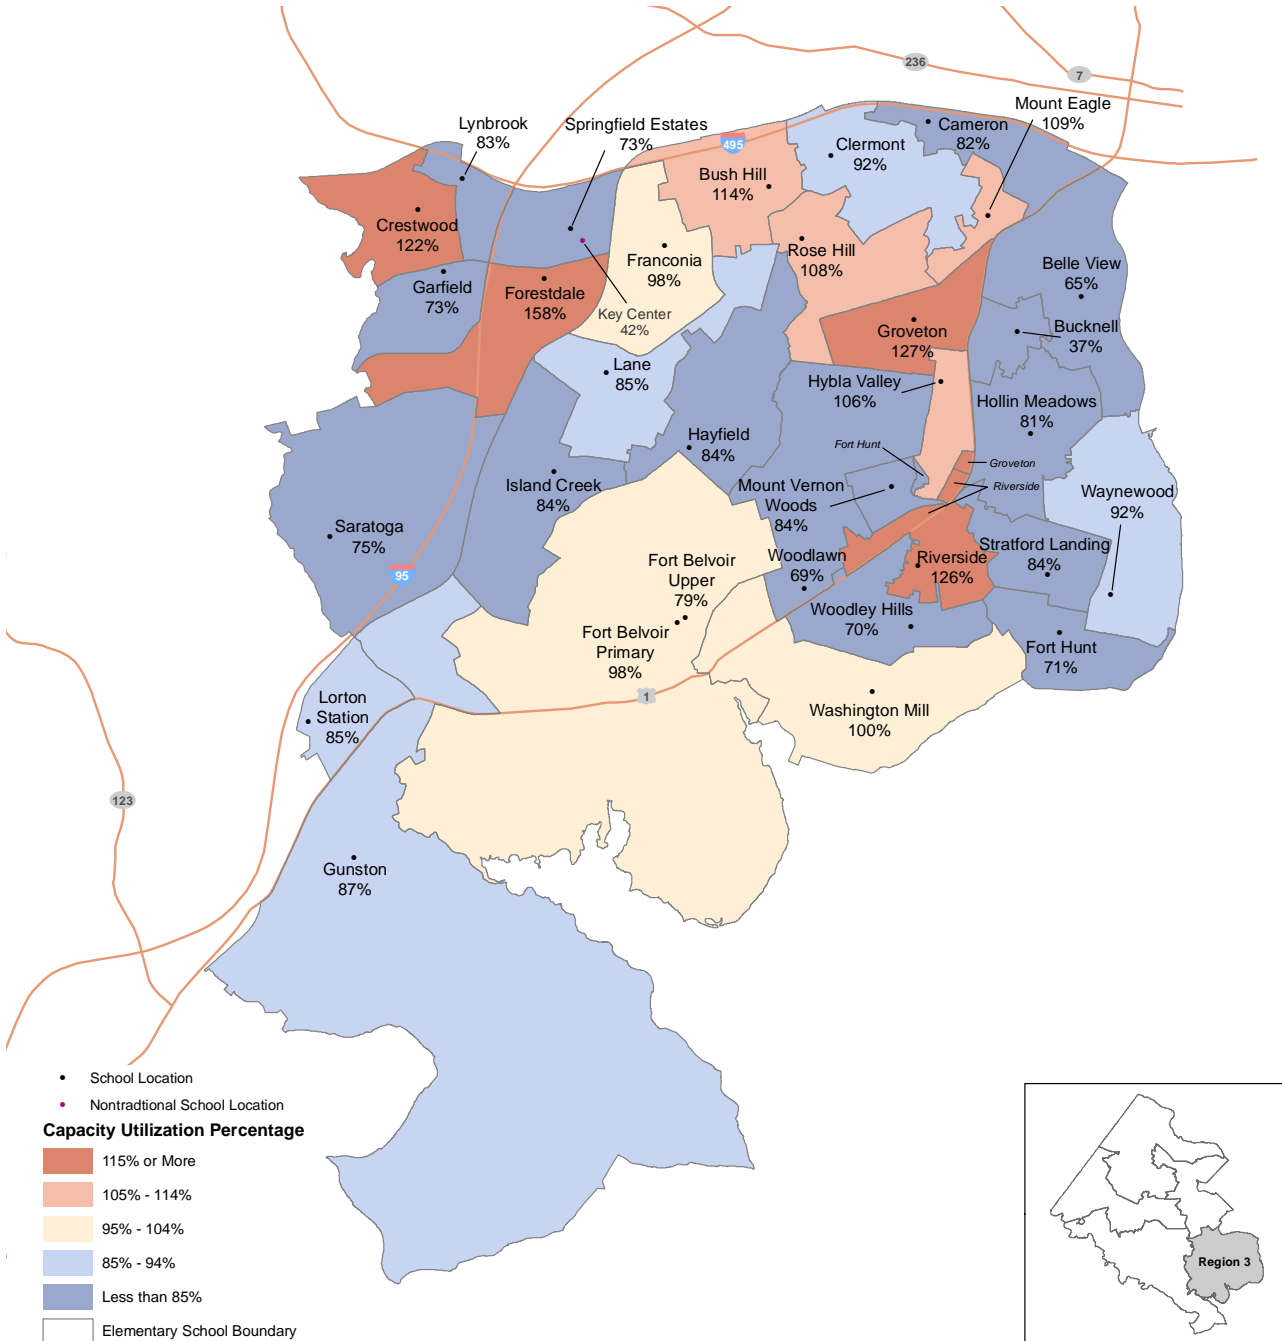 236
7
Mount Eagle
109%
Lynbrook
83%
Springfield Estates
73%
Cameron
82%
495
Clermont
92%
Bush Hill
114%
Crestwood
122%
Rose Hill
108%
Franconia
98%
Belle View
65%
Garfield
73%
Forestdale
158%
Key Center
42%
Groveton
127%
Bucknell
37%
Lane
85%
Hybla Valley
106%
Hollin Meadows
81%
Hayfield
84%
Fort Hunt
Groveton
Riverside
Island Creek
84%
Mount Vernon
Woods
84%
Waynewood
92%
Saratoga
75%
Stratford Landing
84%
Woodlawn
69%
Riverside
126%
Fort Belvoir
Upper
79%
95
Woodley Hills
70%
Fort Belvoir
Primary
98%
Fort Hunt
71%
1
Lorton
Station
85%
Washington Mill
100%
123
Gunston
87%
School Location
Nontradtional School Location
Capacity Utilization Percentage
115% or More
105% - 114%
95% - 104%
85% - 94%
Less than 85%
Elementary School Boundary
Region 3